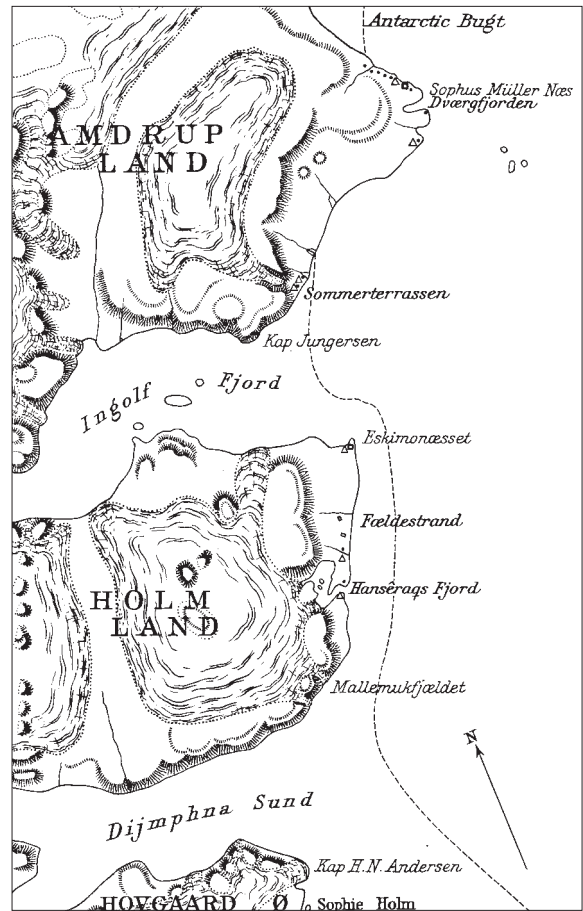 Antarctic Bugt
Sophus Müller Næs
Dværgfjorden
AMDRUP
LAND
Sommerterrassen
Kap Jungersen
Ingolf Fjord
Eskimonæsset
Fældestrand
HOLM
LAND
Hanseraqs Fjord
Mallemukfjældet
N
Dijmphna Sund
Kap H.N. Andersen
HOVGAARD Ø
Sophie Holm